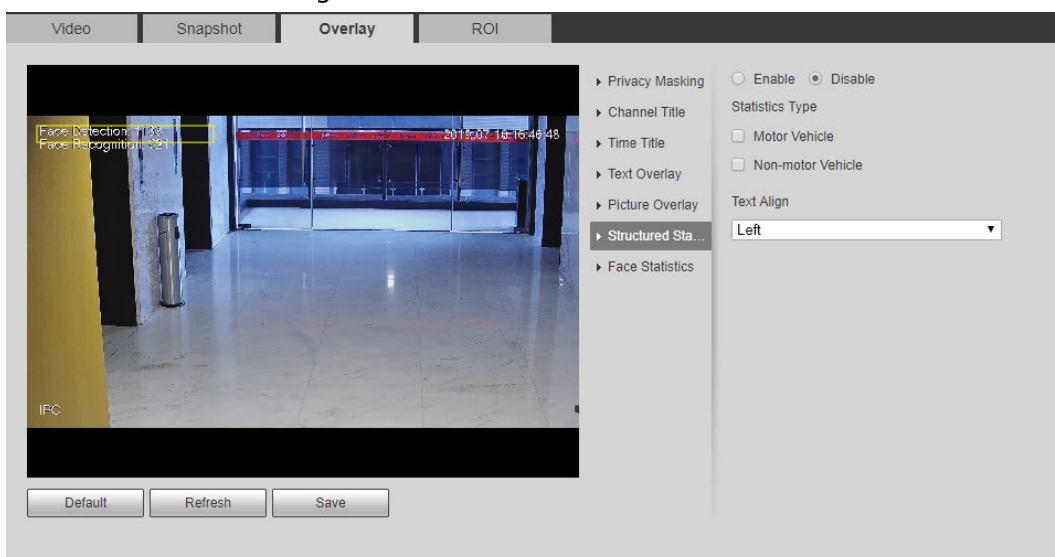 Video
Snapshot
Overlay
ROI
Face Detection:
Face Recognition:
IPC
Privacy Masking
Channel Title
Time Title
Text Overlay
Picture Overlay
Structured Sta...
Face Statistics
Enable
Disable
Statistics Type
Motor Vehicle
Non-motor Vehicle
Text Align
Left
Default
Refresh
Save